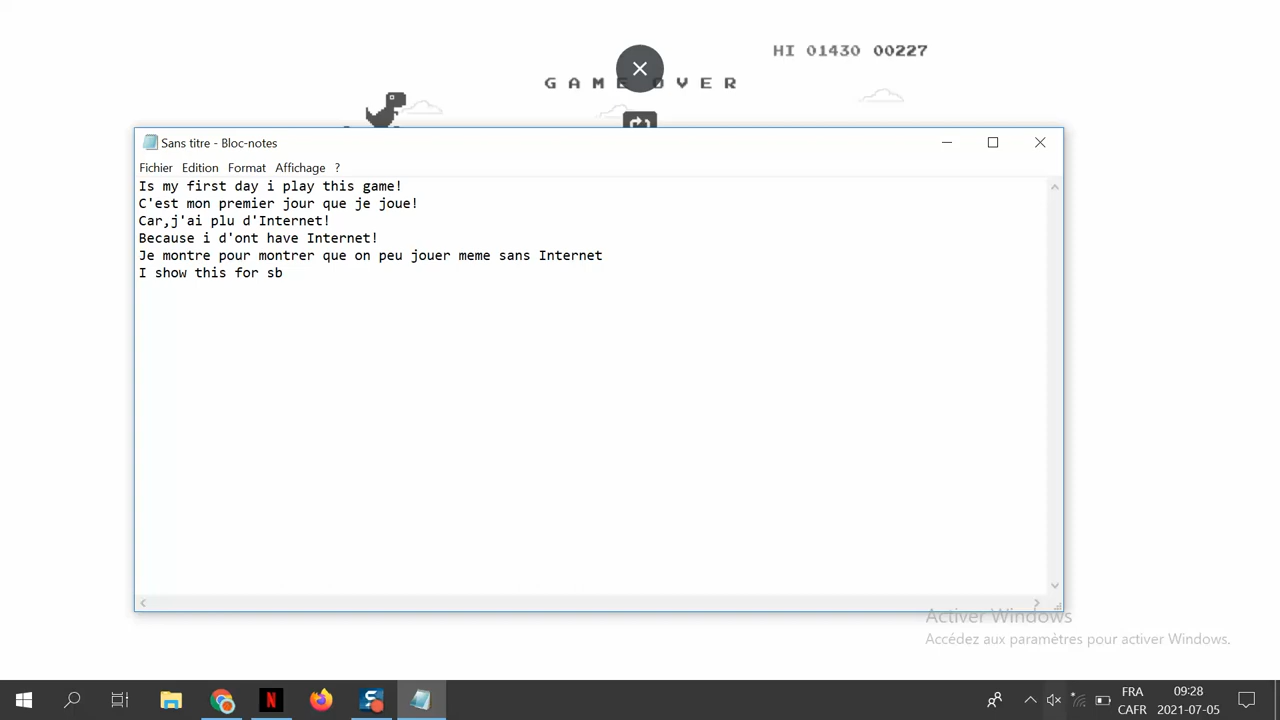 HI 01430 00227
GAME OVER
Sans titre - Bloc-notes
Fichier Edition Format Affichage ?
Is my first day i play this game!
C'est mon premier jour que je joue!
Car,j'ai plu d'Internet!
Because i d'ont have Internet!
Je montre pour montrer que on peu jouer meme sans Internet
I show this for sb
Activer Windows
Accédez aux paramètres pour activer Windows.
FRA 09:28
CAFR 2021-07-05